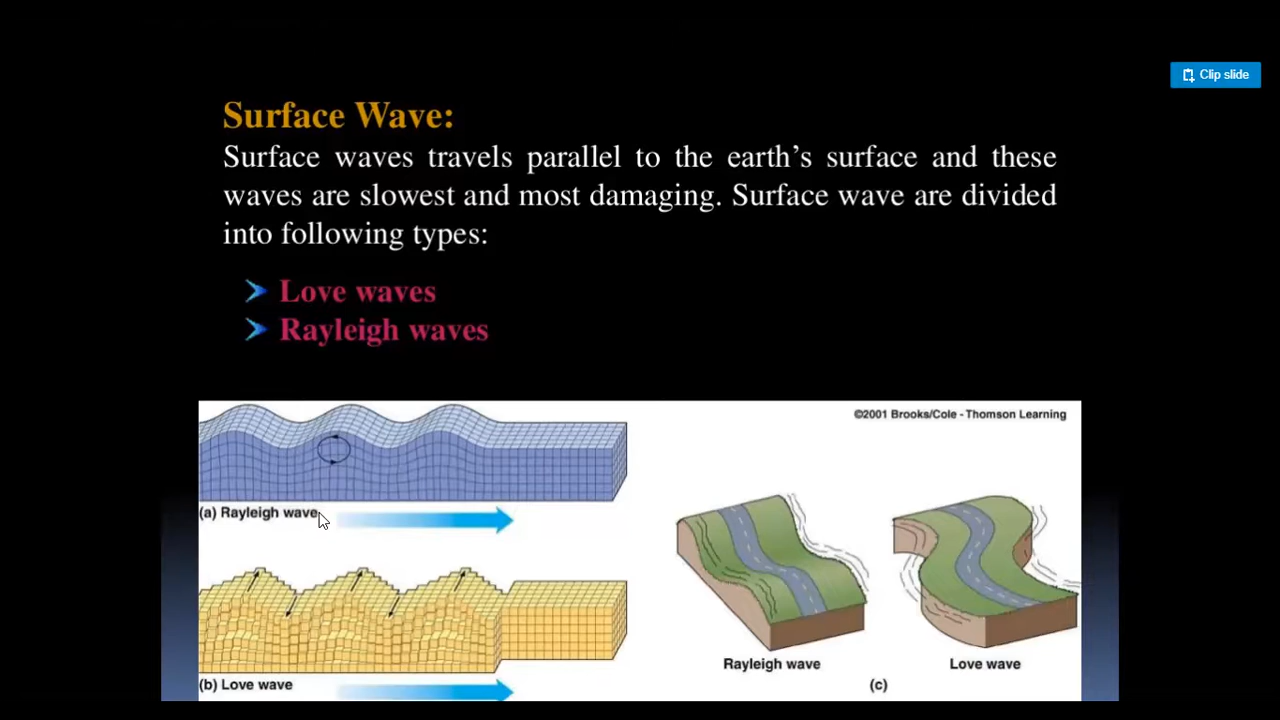 Clip slide
Surface Wave:
Surface waves travels parallel to the earth’s surface and these
waves are slowest and most damaging. Surface wave are divided
into following types:
Love waves
Rayleigh waves
©2001 Brooks/Cole - Thomson Learning
(a) Rayleigh wave
(b) Love wave
Rayleigh wave
Love wave
(c)